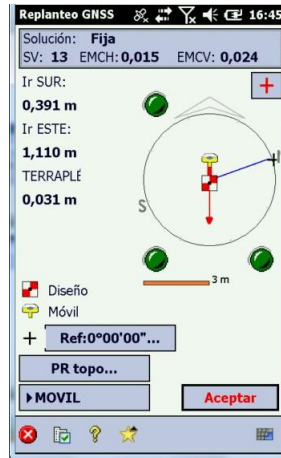 Replanteo GNSS 16:45
Solución: Fija
SV: 13 EMCH: 0,015 EMCV: 0,024
Ir SUR:
0,391 m
Ir ESTE:
1,110 m
TERRAPLÉ
0,031 m
S
3 m
Diseño
Móvil
Ref:0°00'00"...
PR topo...
MOVIL
Aceptar